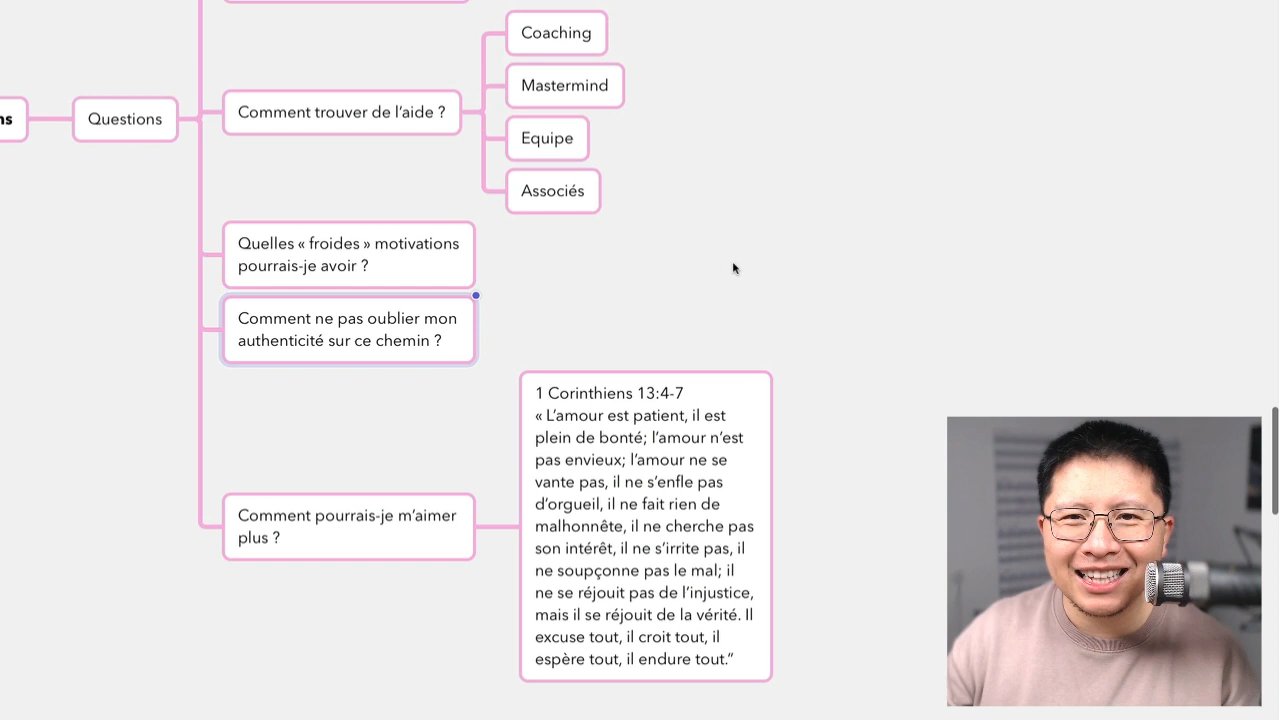 ns
Questions
Comment trouver de l’aide ?
Coaching
Mastermind
Equipe
Associés
Quelles « froides » motivations
pourrais-je avoir ?
Comment ne pas oublier mon
authenticité sur ce chemin ?
Comment pourrais-je m’aimer
plus ?
1 Corinthiens 13:4-7
« L’amour est patient, il est
plein de bonté; l’amour n’est
pas envieux; l’amour ne se
vante pas, il ne s’enfle pas
d’orgueil, il ne fait rien de
malhonnête, il ne cherche pas
son intérêt, il ne s’irrite pas, il
ne soupçonne pas le mal; il
ne se réjouit pas de l’injustice,
mais il se réjouit de la vérité. Il
excuse tout, il croit tout, il
espère tout, il endure tout.”